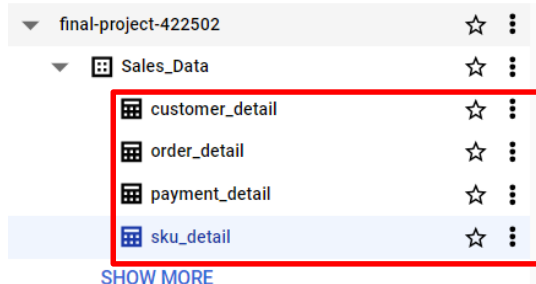 final-project-422502
Sales_Data
customer_detail
order_detail
payment_detail
sku_detail
SHOW MORE